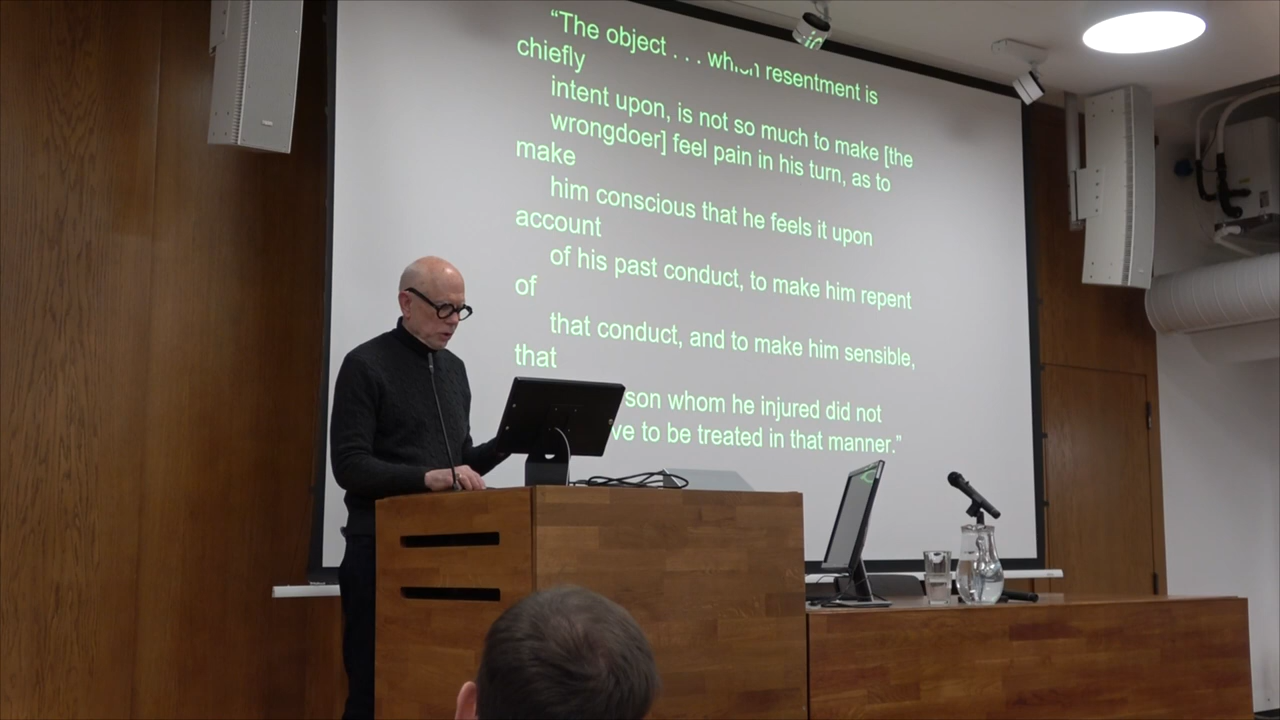 “The object . . . which resentment is
chiefly
intent upon, is not so much to make [the
wrongdoer] feel pain in his turn, as to
make
him conscious that he feels it upon
account
of his past conduct, to make him repent
of
that conduct, and to make him sensible,
that
son whom he injured did not
ve to be treated in that manner.”